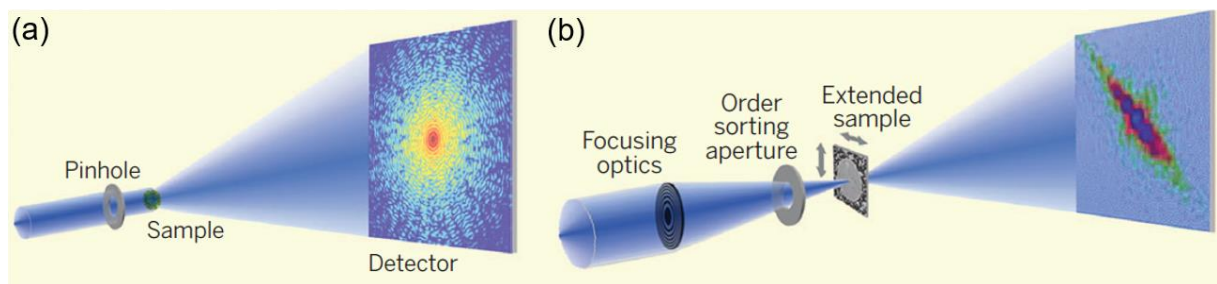 (a)
Pinhole
Sample
Detector
(b)
Focusing
optics
Order
sorting
aperture
Extended
sample